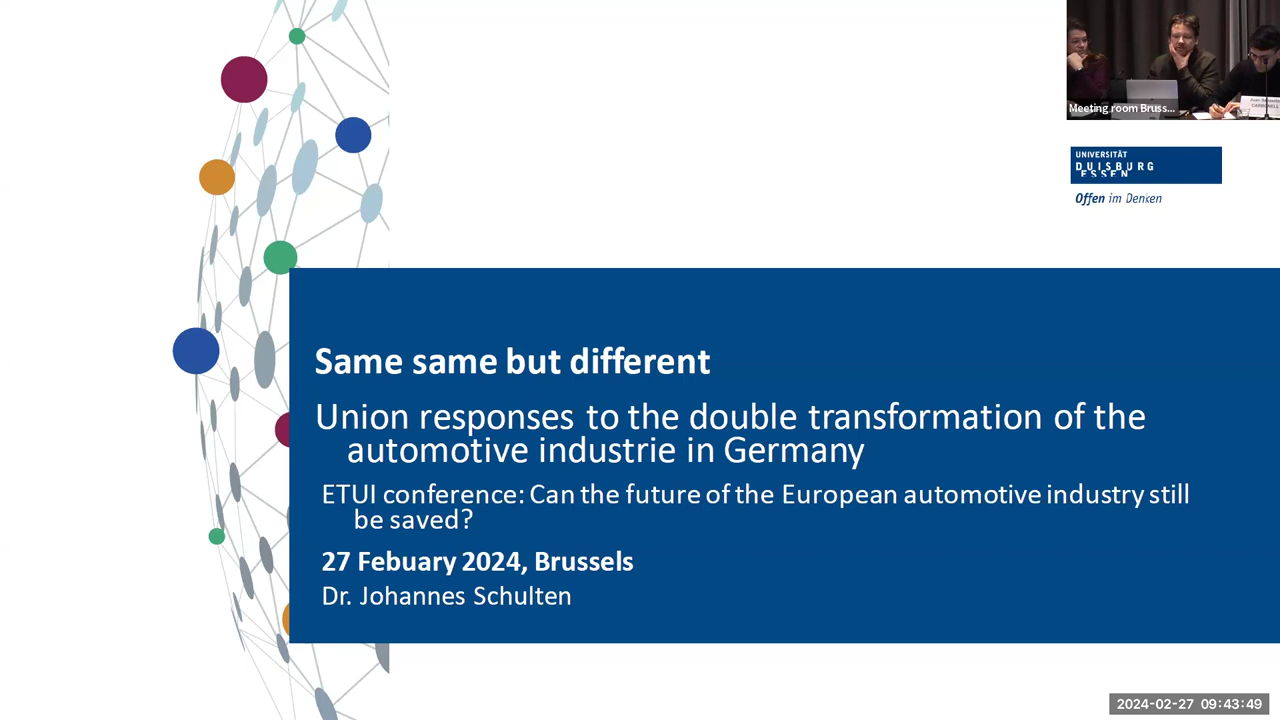 Meeting room Bruss...
CARBONELL
UNIVERSITÄT
DUISBURG
ESSEN
Offen im Denken
Same same but different
Union responses to the double transformation of the
automotive industrie in Germany
ETUI conference: Can the future of the European automotive industry still
be saved?
27 Febuary 2024, Brussels
Dr. Johannes Schulten
2024-02-27 09:43:49